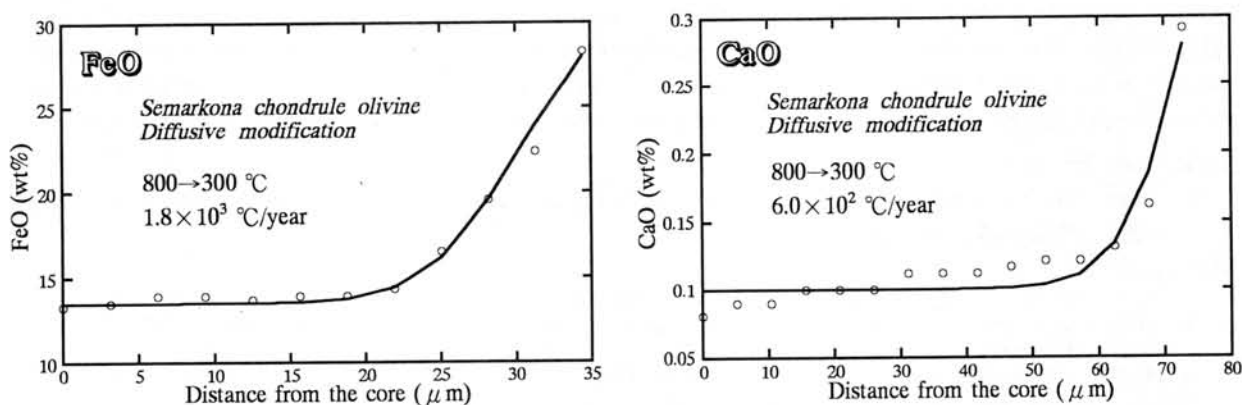 FeO
Semarkona chondrule olivine
Diffusive modification
800→300 ℃
1.8×10³ ℃/year
FeO (wt%)
30
25
20
15
10
0 5 10 15 20 25 30 35
Distance from the core (μm)
CaO
Semarkona chondrule olivine
Diffusive modification
800→300 ℃
6.0×10² ℃/year
CaO (wt%)
0.3
0.25
0.2
0.15
0.1
0.05
0 10 20 30 40 50 60 70 80
Distance from the core (μm)